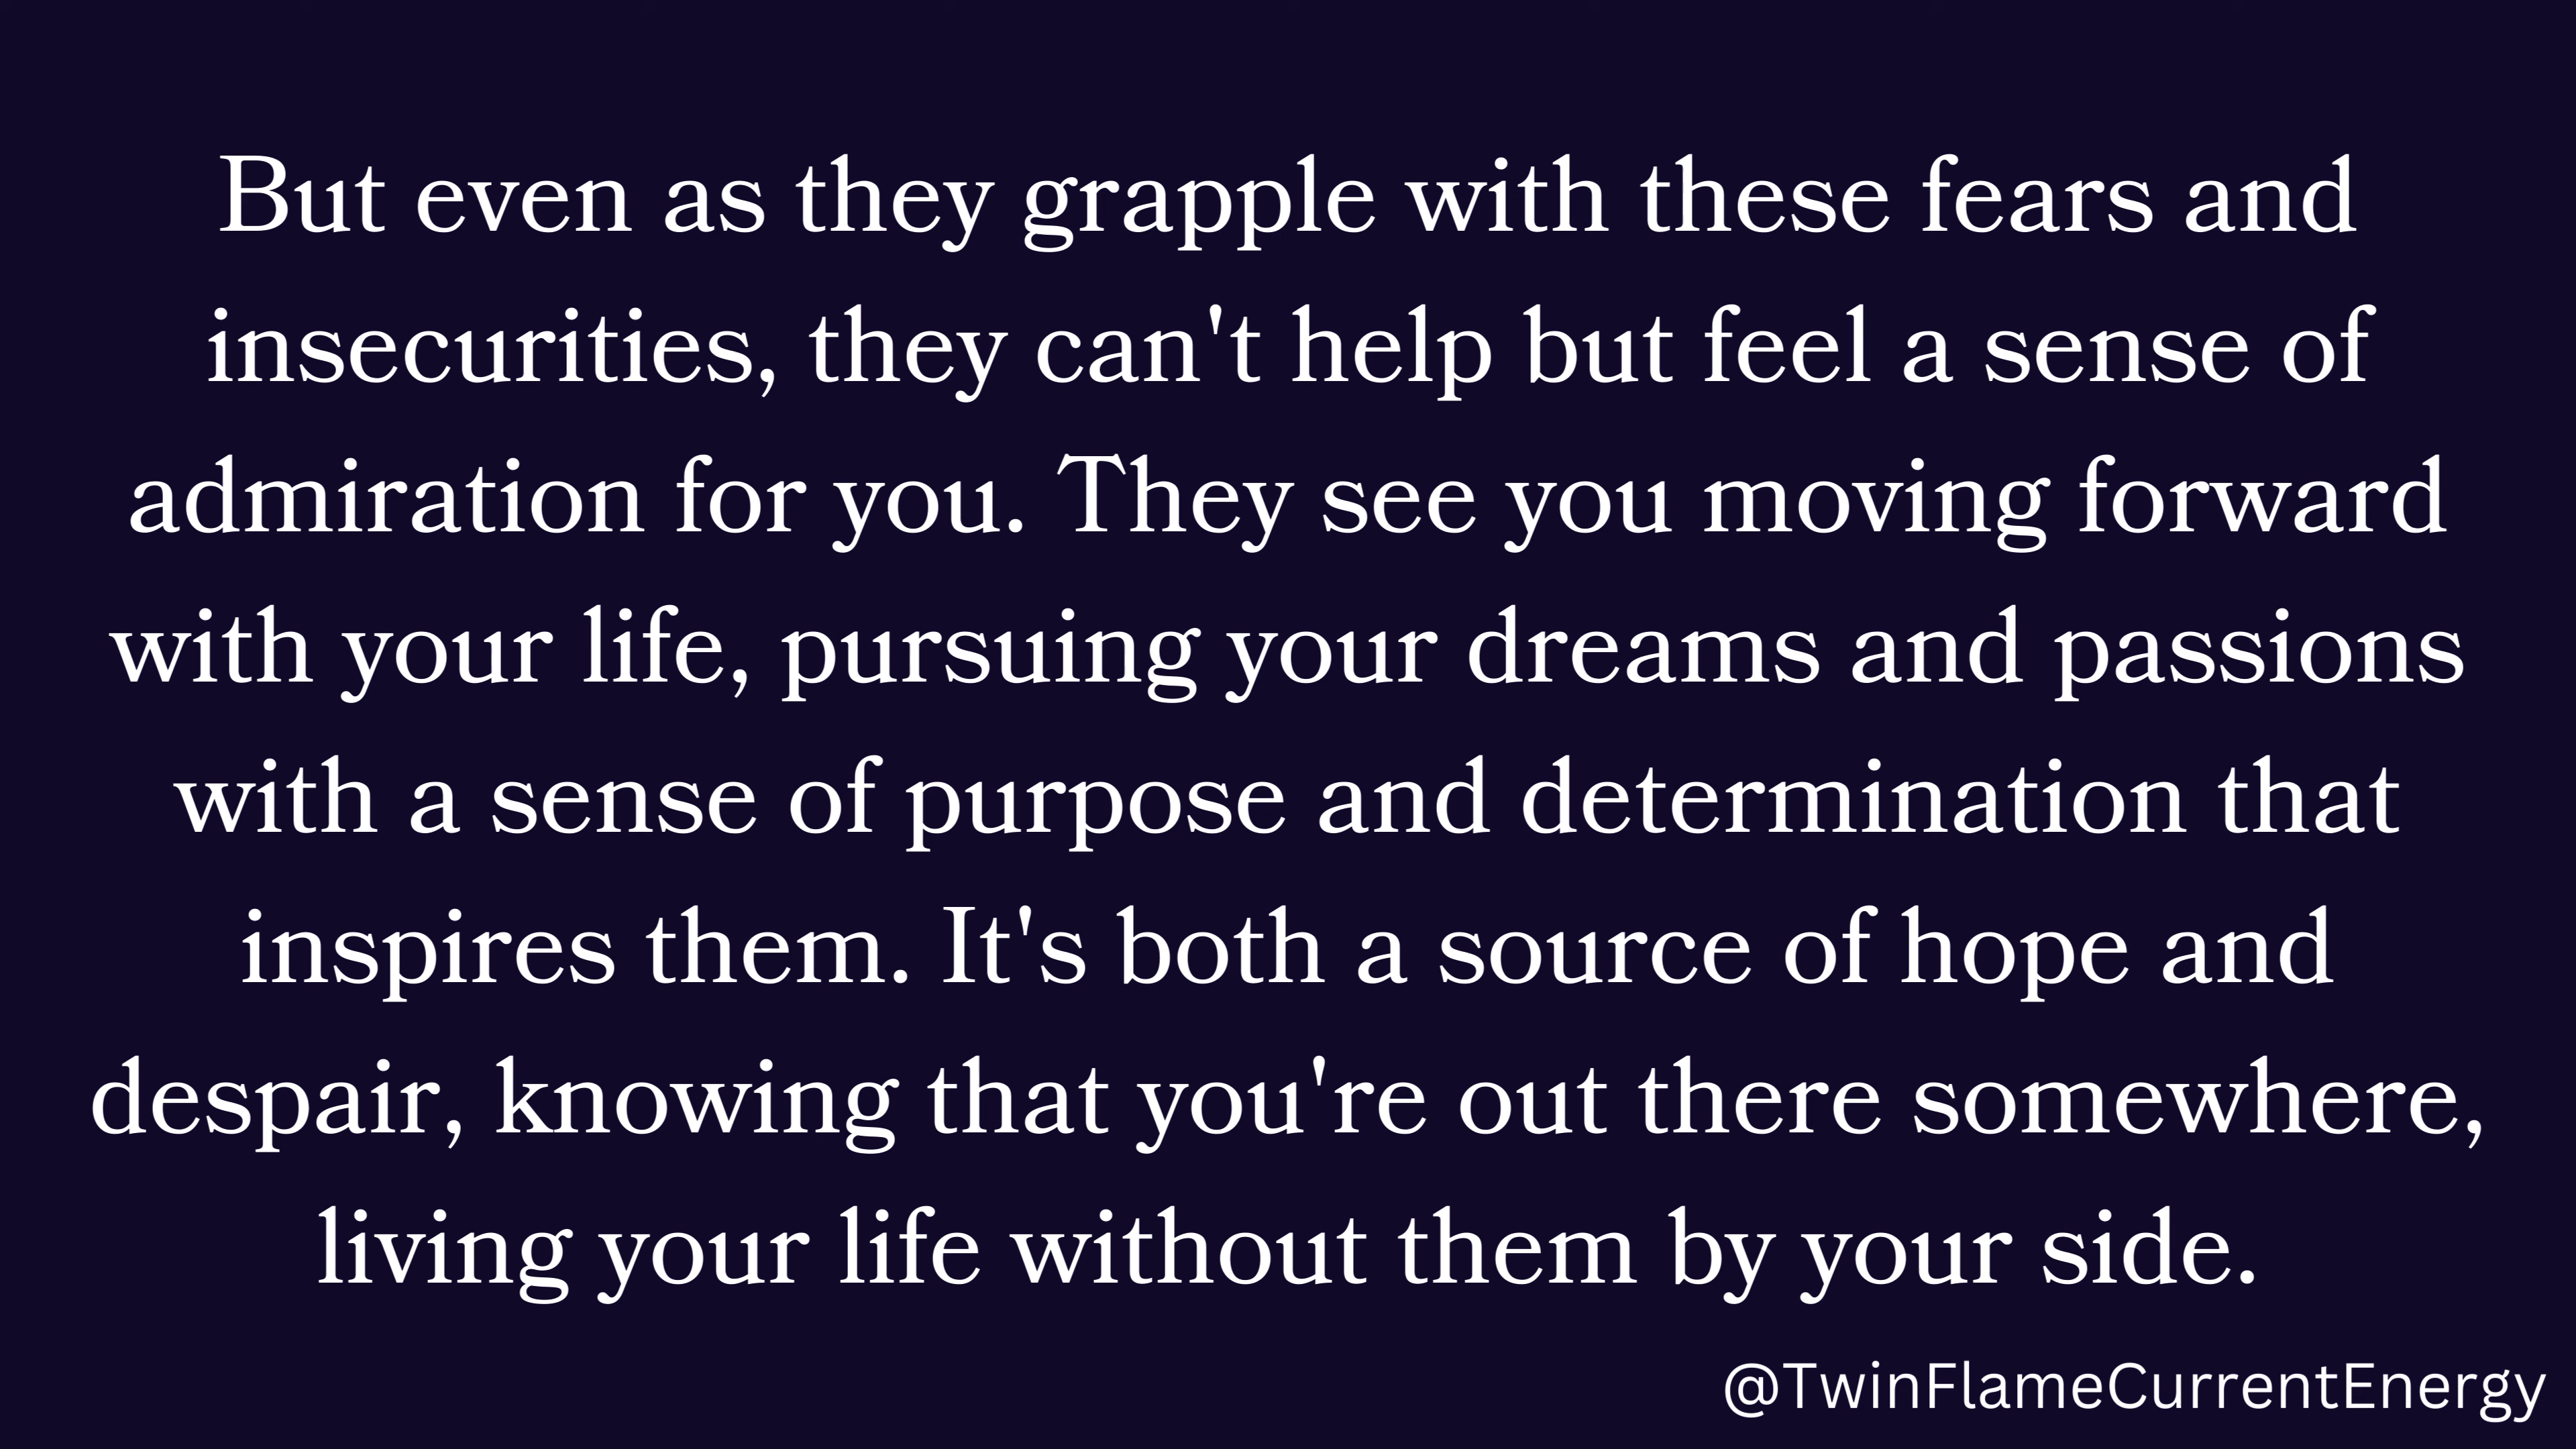 But even as they grapple with these fears and
insecurities, they can't help but feel a sense of
admiration for you. They see you moving forward
with your life, pursuing your dreams and passions
with a sense of purpose and determination that
inspires them. It's both a source of hope and
despair, knowing that you're out there somewhere,
living your life without them by your side.
@TwinFlameCurrentEnergy